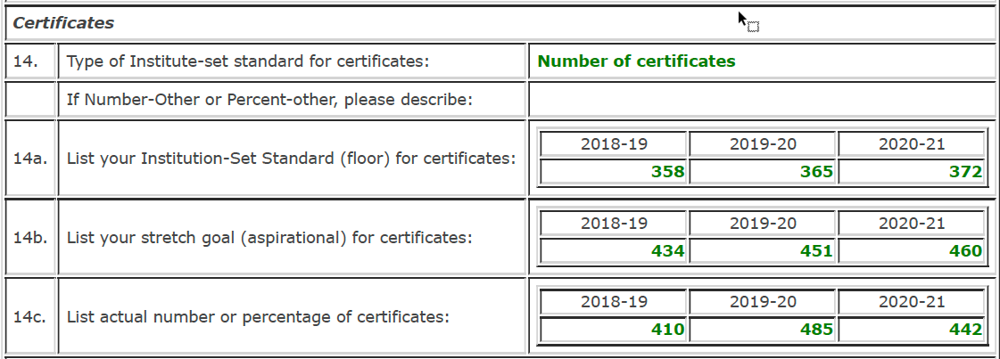 Certificates
14. Type of Institute-set standard for certificates: Number of certificates
If Number-Other or Percent-other, please describe:
14a. List your Institution-Set Standard (floor) for certificates:
2018-19 2019-20 2020-21
358 365 372
14b. List your stretch goal (aspirational) for certificates:
2018-19 2019-20 2020-21
434 451 460
14c. List actual number or percentage of certificates:
2018-19 2019-20 2020-21
410 485 442